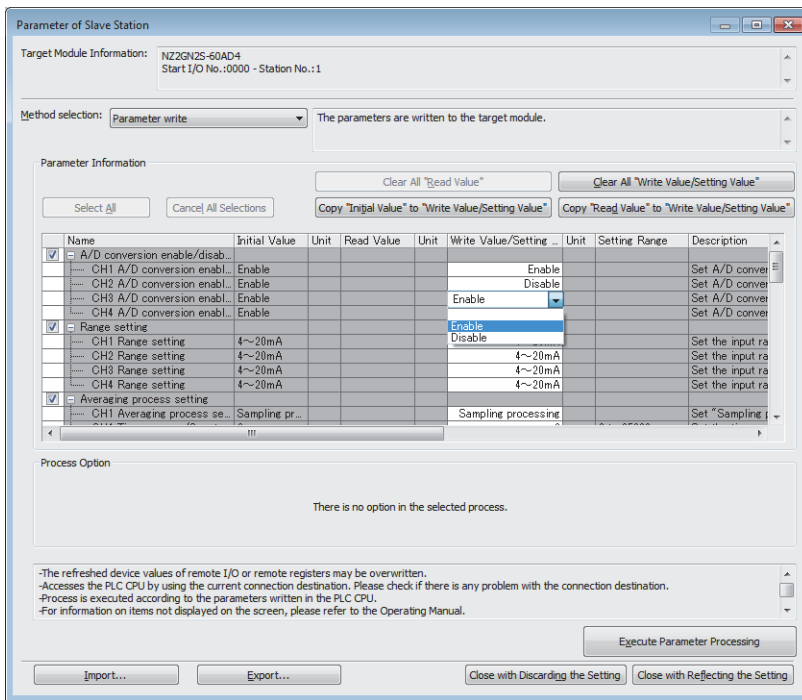 Parameter of Slave Station
Target Module Information:
NZ2GN2S-60AD4
Start I/O No.:0000 - Station No.:1
Method selection: Parameter write
The parameters are written to the target module.
Parameter Information
Clear All "Read Value" Clear All "Write Value/Setting Value"
Select All Cancel All Selections Copy "Initial Value" to "Write Value/Setting Value" Copy "Read Value" to "Write Value/Setting Value"
Name Initial Value Unit Read Value Unit Write Value/Setting ... Unit Setting Range Description
A/D conversion enable/disab...
CH1 A/D conversion enabl... Enable Enable Set A/D conver
CH2 A/D conversion enabl... Enable Disable Set A/D conver
CH3 A/D conversion enabl... Enable Enable Set A/D conver
CH4 A/D conversion enabl... Enable Set A/D conver
Range setting Enable
Disable
CH1 Range setting 4～20mA Set the input ra
CH2 Range setting 4～20mA 4～20mA Set the input ra
CH3 Range setting 4～20mA 4～20mA Set the input ra
CH4 Range setting 4～20mA 4～20mA Set the input ra
Averaging process setting
CH1 Averaging process se... Sampling pr... Sampling processing Set "Sampling p
Process Option
There is no option in the selected process.
-The refreshed device values of remote I/O or remote registers may be overwritten.
-Accesses the PLC CPU by using the current connection destination. Please check if there is any problem with the connection destination.
-Process is executed according to the parameters written in the PLC CPU.
-For information on items not displayed on the screen, please refer to the Operating Manual.
Execute Parameter Processing
Import... Export... Close with Discarding the Setting Close with Reflecting the Setting